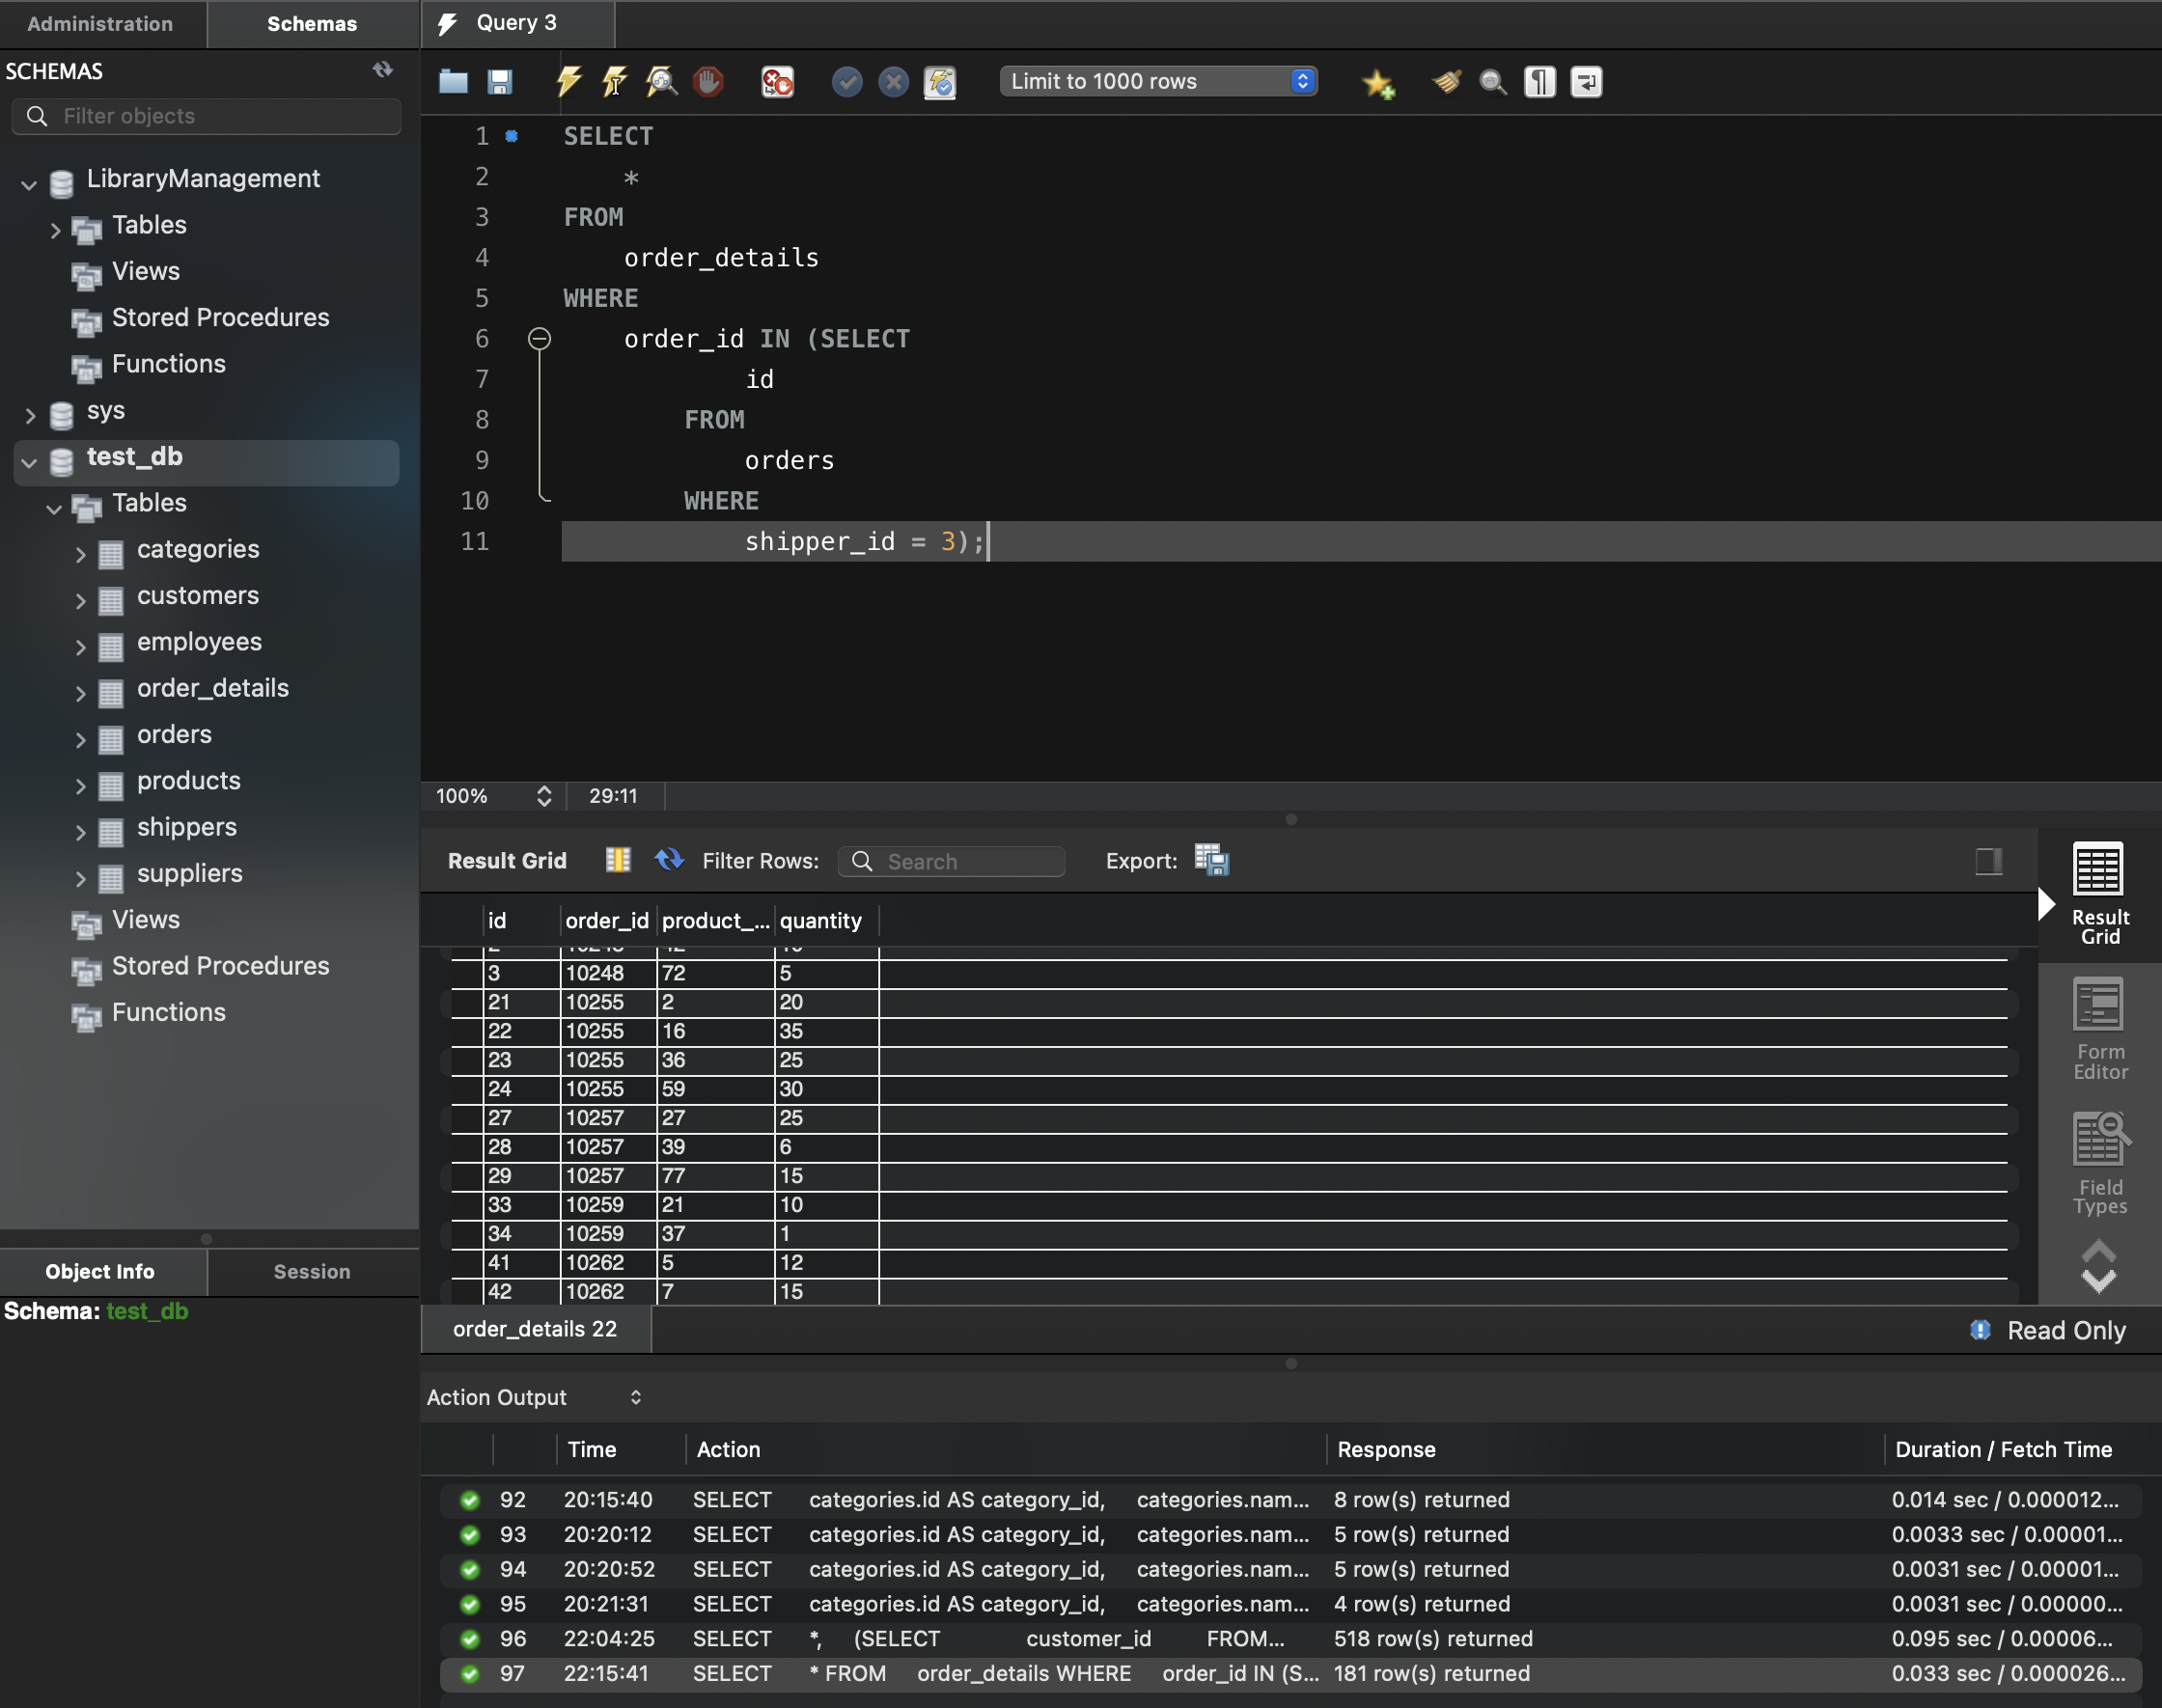 Administration
Schemas
SCHEMAS
Filter objects
LibraryManagement
Tables
Views
Stored Procedures
Functions
sys
test_db
Tables
categories
customers
employees
order_details
orders
products
shippers
suppliers
Views
Stored Procedures
Functions
Object Info
Session
Schema: test_db
Query 3
Limit to 1000 rows
1 SELECT
2 *
3 FROM
4 order_details
5 WHERE
6 order_id IN (SELECT
7 id
8 FROM
9 orders
10 WHERE
11 shipper_id = 3);
100% 29:11
Result Grid Filter Rows: Search Export:
id order_id product_... quantity
3 10248 72 5
21 10255 2 20
22 10255 16 35
23 10255 36 25
24 10255 59 30
27 10257 27 25
28 10257 39 6
29 10257 77 15
33 10259 21 10
34 10259 37 1
41 10262 5 12
42 10262 7 15
Result
Grid
Form
Editor
Field
Types
order_details 22
Read Only
Action Output
Time Action Response Duration / Fetch Time
92 20:15:40 SELECT categories.id AS category_id, categories.nam... 8 row(s) returned 0.014 sec / 0.000012...
93 20:20:12 SELECT categories.id AS category_id, categories.nam... 5 row(s) returned 0.0033 sec / 0.00001...
94 20:20:52 SELECT categories.id AS category_id, categories.nam... 5 row(s) returned 0.0031 sec / 0.00001...
95 20:21:31 SELECT categories.id AS category_id, categories.nam... 4 row(s) returned 0.0031 sec / 0.00000...
96 22:04:25 SELECT *, (SELECT customer_id FROM... 518 row(s) returned 0.095 sec / 0.00006...
97 22:15:41 SELECT * FROM order_details WHERE order_id IN (S... 181 row(s) returned 0.033 sec / 0.000026...